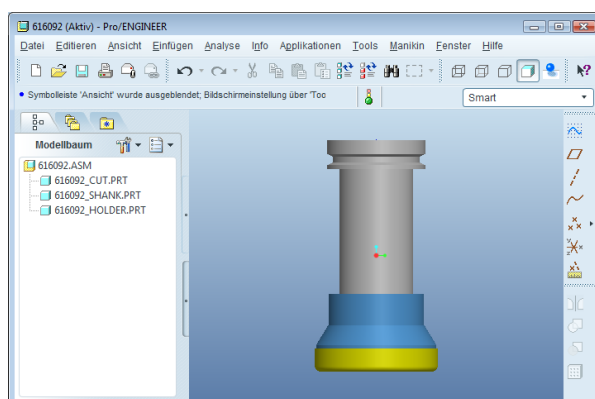 616092 (Aktiv) - Pro/ENGINEER
Datei Editieren Ansicht Einfügen Analyse Info Applikationen Tools Manikin Fenster Hilfe
• Symbolleiste 'Ansicht' wurde ausgeblendet; Bildschirmeinstellung über 'Toc
Smart
Modellbaum
616092.ASM
616092_CUT.PRT
616092_SHANK.PRT
616092_HOLDER.PRT